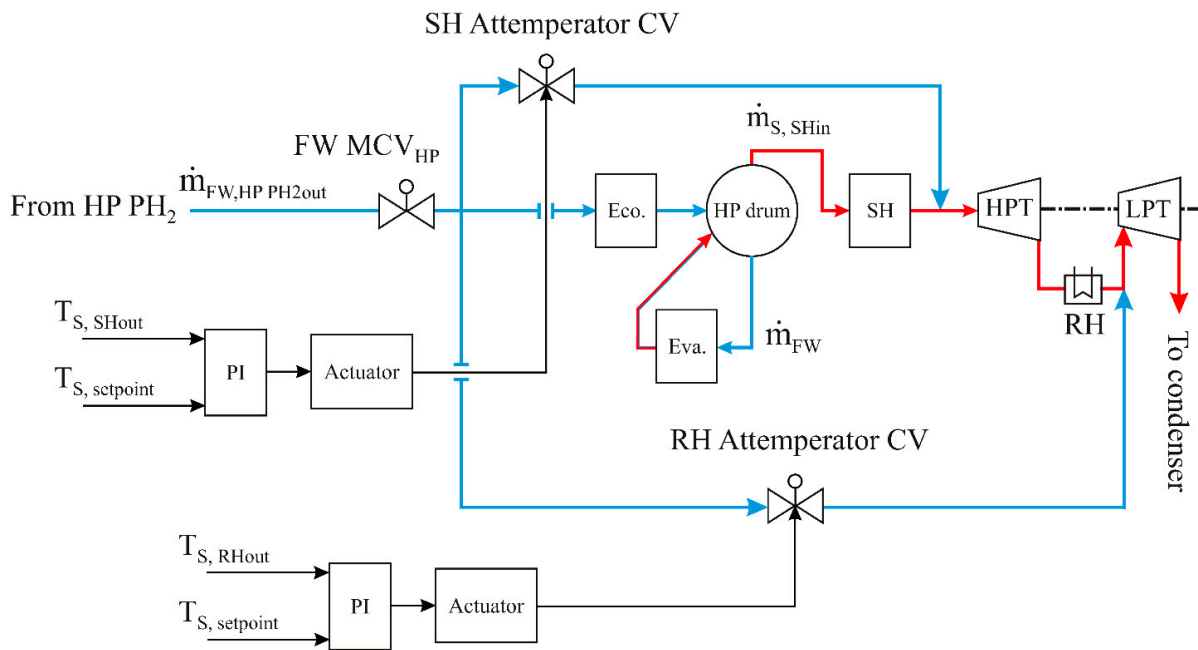 SH Attemperator CV
ṁS, SHin
FW MCVHP
ṁFW,HP PH2out
From HP PH2
Eco.
HP drum
SH
HPT
LPT
RH
TS, SHout
PI
Actuator
TS, setpoint
Eva.
ṁFW
To condenser
RH Attemperator CV
TS, RHout
PI
Actuator
TS, setpoint